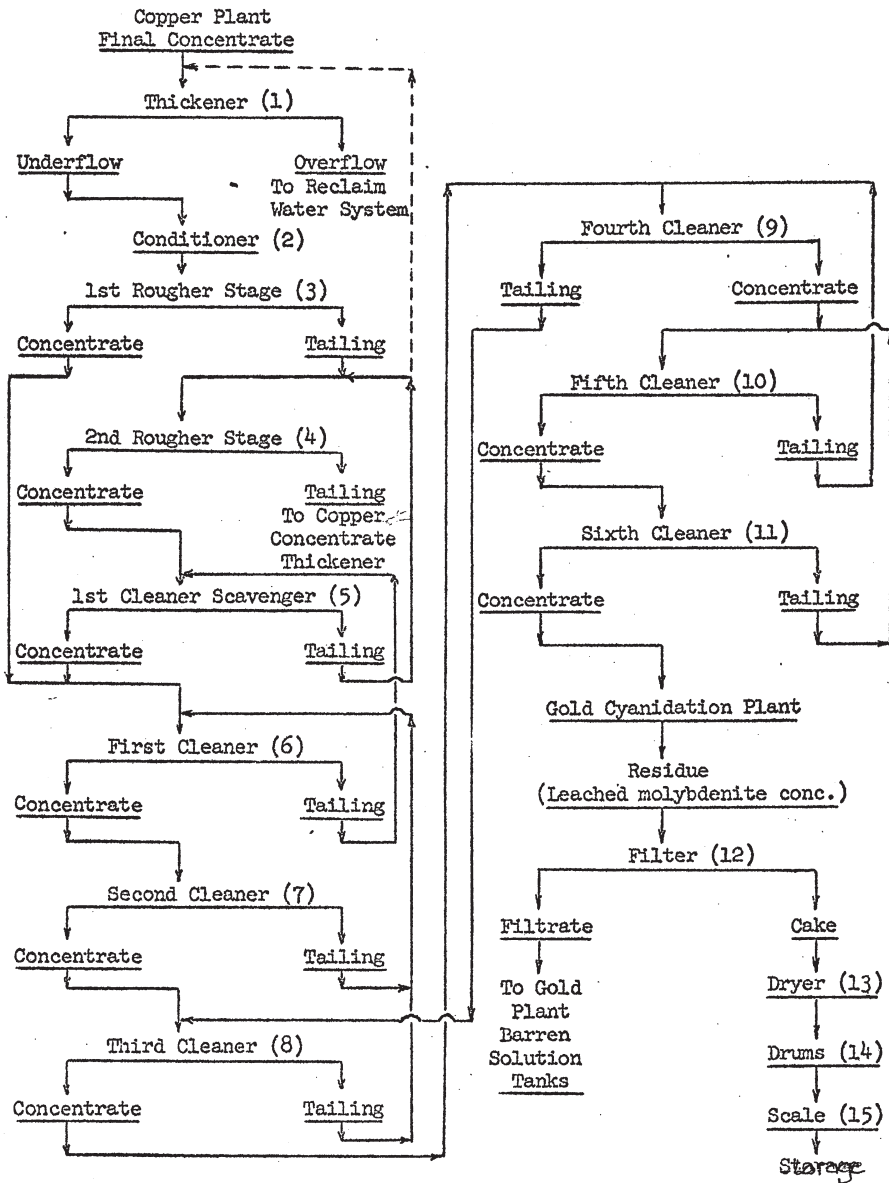 Copper Plant
Final Concentrate
Thickener (1)
Underflow
Overflow
To Reclaim
Water System
Conditioner (2)
1st Rougher Stage (3)
Concentrate
Tailing
2nd Rougher Stage (4)
Concentrate
Tailing
To Copper
Concentrate
Thickener
1st Cleaner Scavenger (5)
Concentrate
Tailing
First Cleaner (6)
Concentrate
Tailing
Second Cleaner (7)
Concentrate
Tailing
Third Cleaner (8)
Concentrate
Tailing
Fourth Cleaner (9)
Tailing
Concentrate
Fifth Cleaner (10)
Concentrate
Tailing
Sixth Cleaner (11)
Concentrate
Tailing
Gold Cyanidation Plant
Residue
(Leached molybdenite conc.)
Filter (12)
Filtrate
Cake
To Gold
Plant
Barren
Solution
Tanks
Dryer (13)
Drums (14)
Scale (15)
Storage